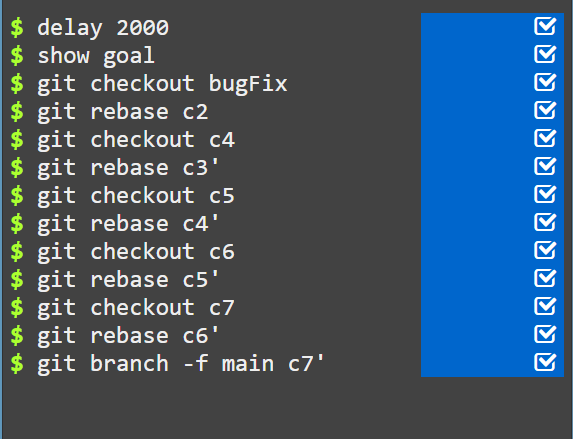 $ delay 2000
$ show goal
$ git checkout bugFix
$ git rebase c2
$ git checkout c4
$ git rebase c3'
$ git checkout c5
$ git rebase c4'
$ git checkout c6
$ git rebase c5'
$ git checkout c7
$ git rebase c6'
$ git branch -f main c7'